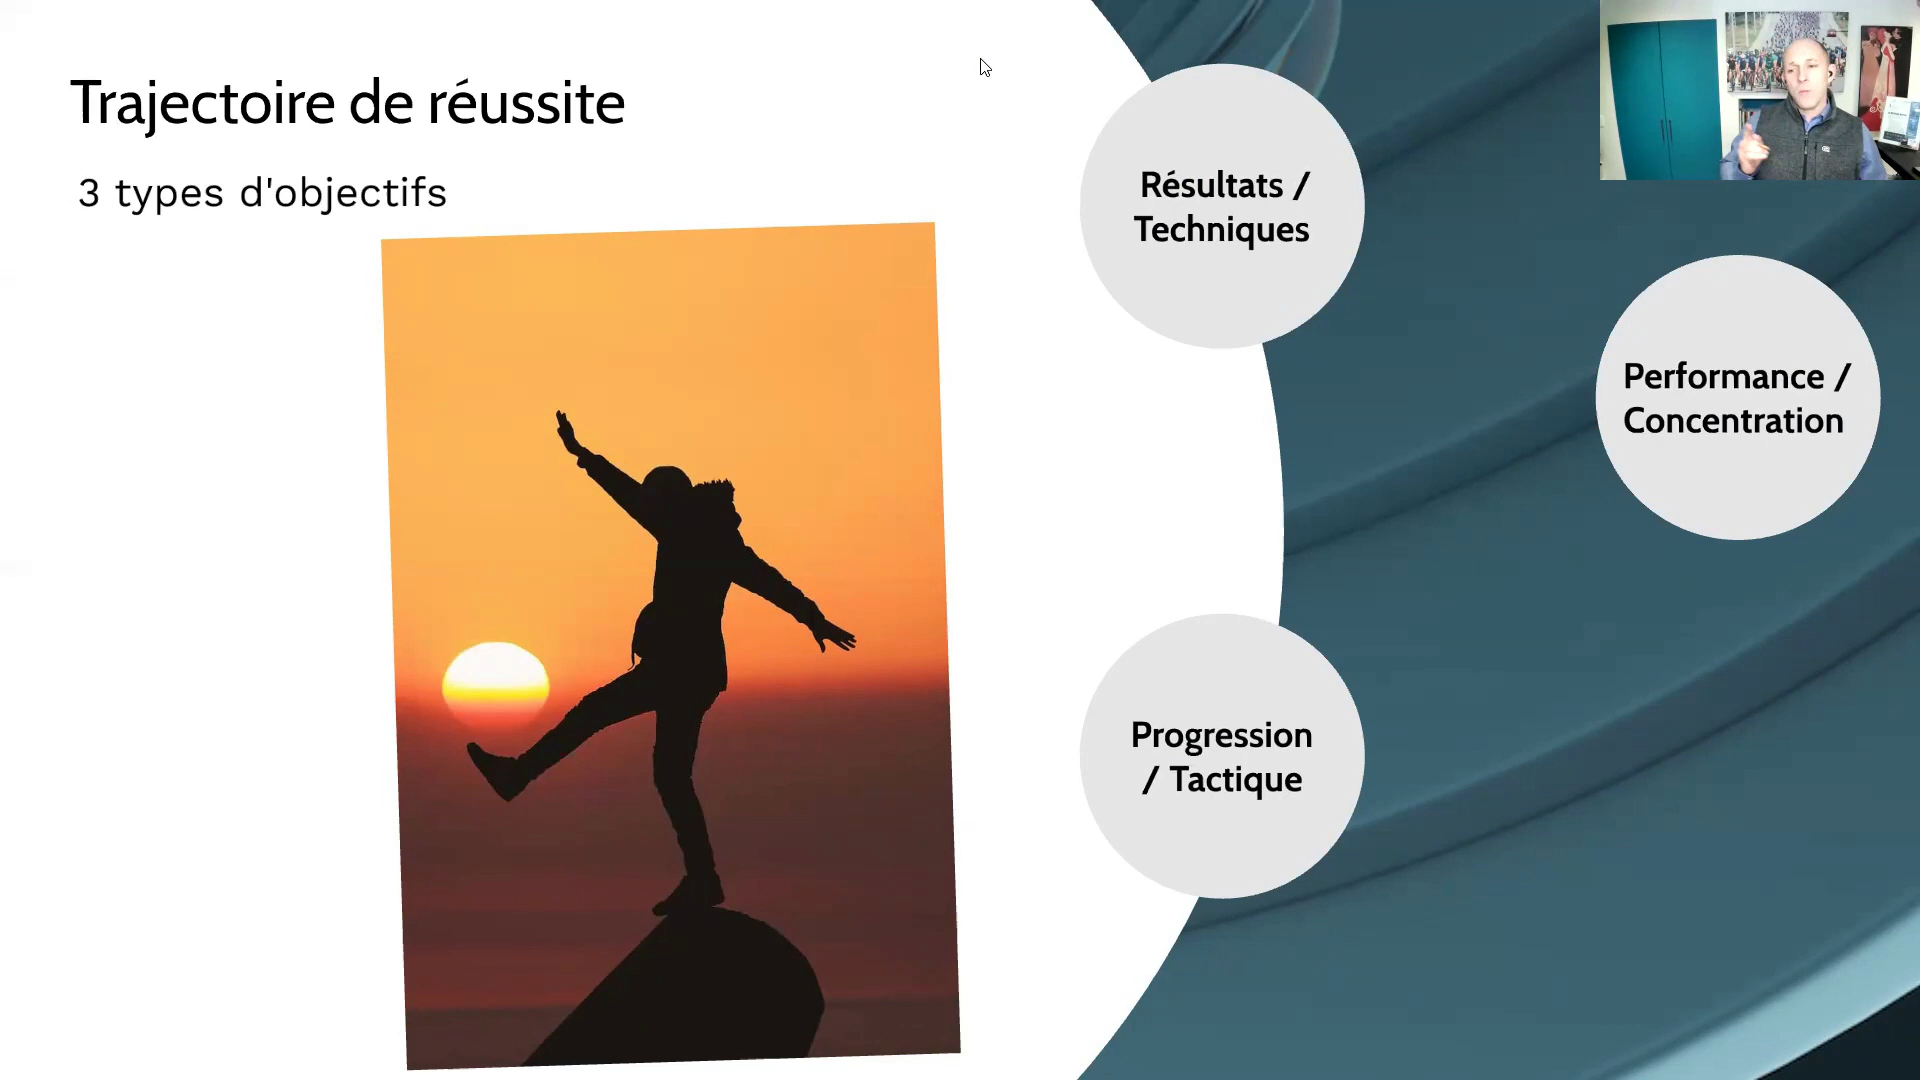 Trajectoire de réussite
3 types d'objectifs
Résultats /
Techniques
Performance /
Concentration
Progression
/ Tactique